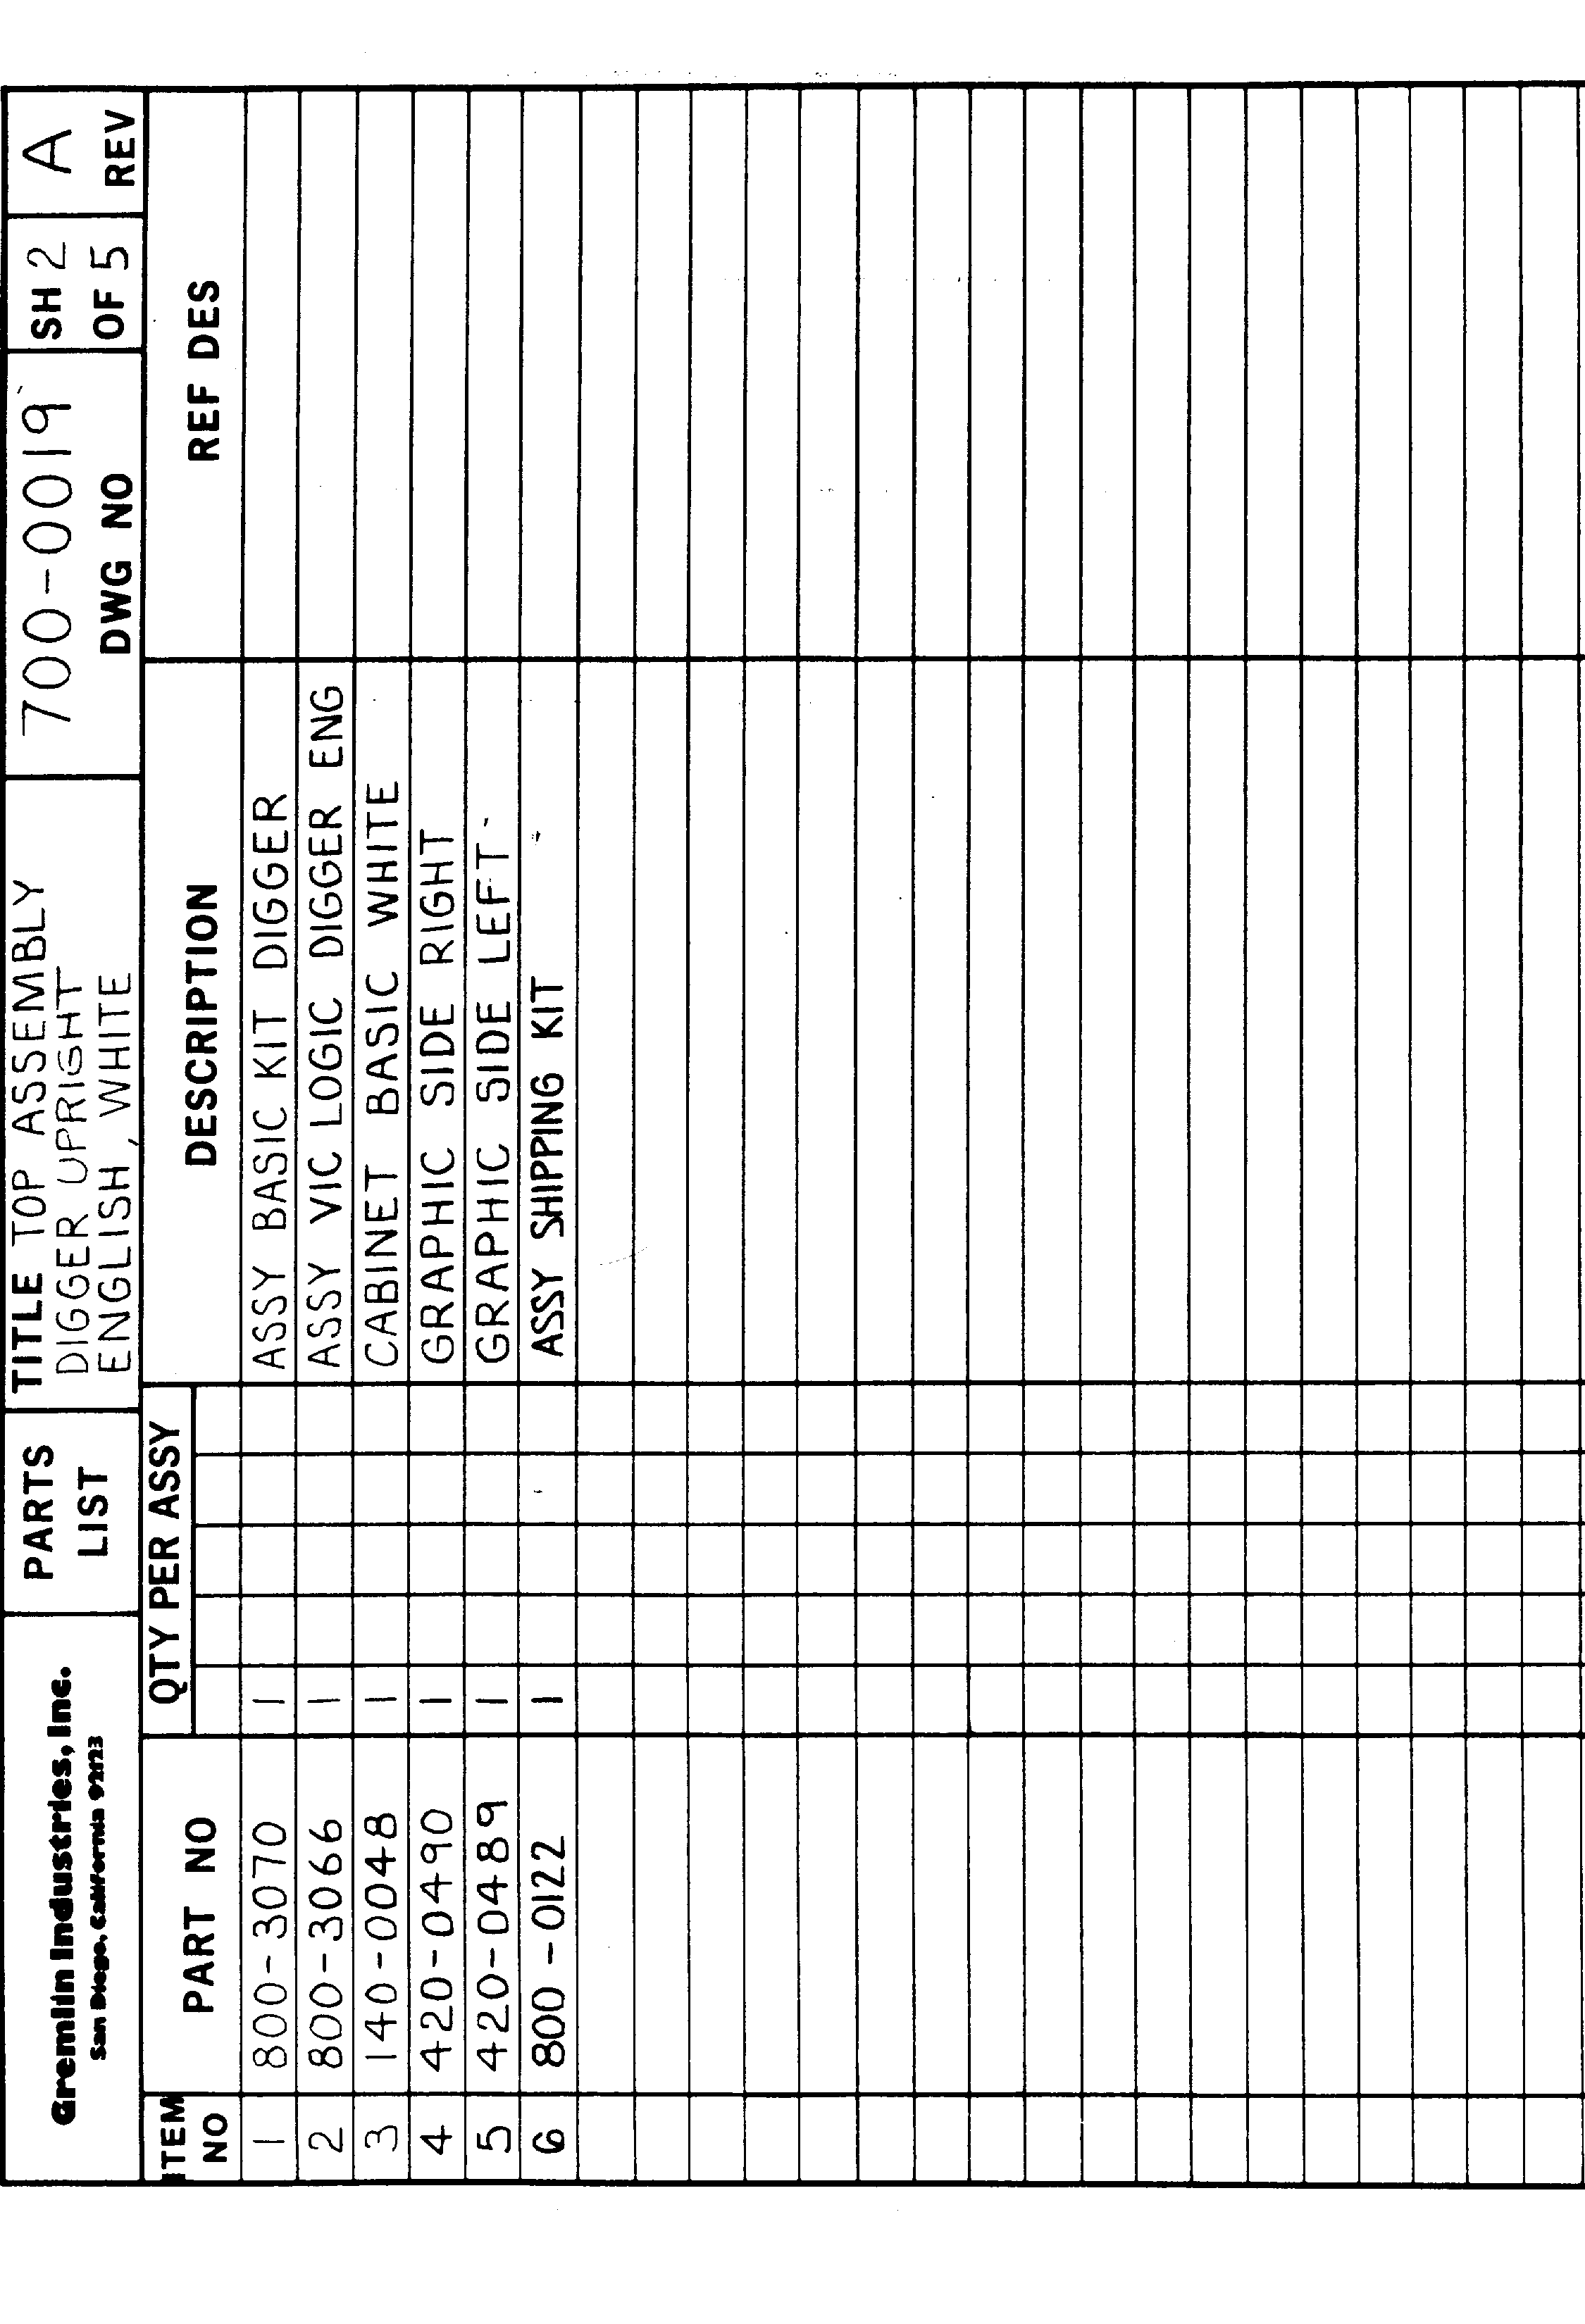 Gremlin Industries, Inc.
San Diego, California 92123
PARTS
LIST
TITLE TOP ASSEMBLY
DIGGER UPRIGHT
ENGLISH, WHITE
700-0019
DWG NO
SH 2
OF 5
A
REV
ITEM
NO
PART NO
QTY PER ASSY
DESCRIPTION
REF DES
1 800-3070 1 ASSY BASIC KIT DIGGER
2 800-3066 1 ASSY VIC LOGIC DIGGER ENG
3 140-0048 1 CABINET BASIC WHITE
4 420-0490 1 GRAPHIC SIDE RIGHT
5 420-0489 1 GRAPHIC SIDE LEFT
6 800-0122 1 ASSY SHIPPING KIT